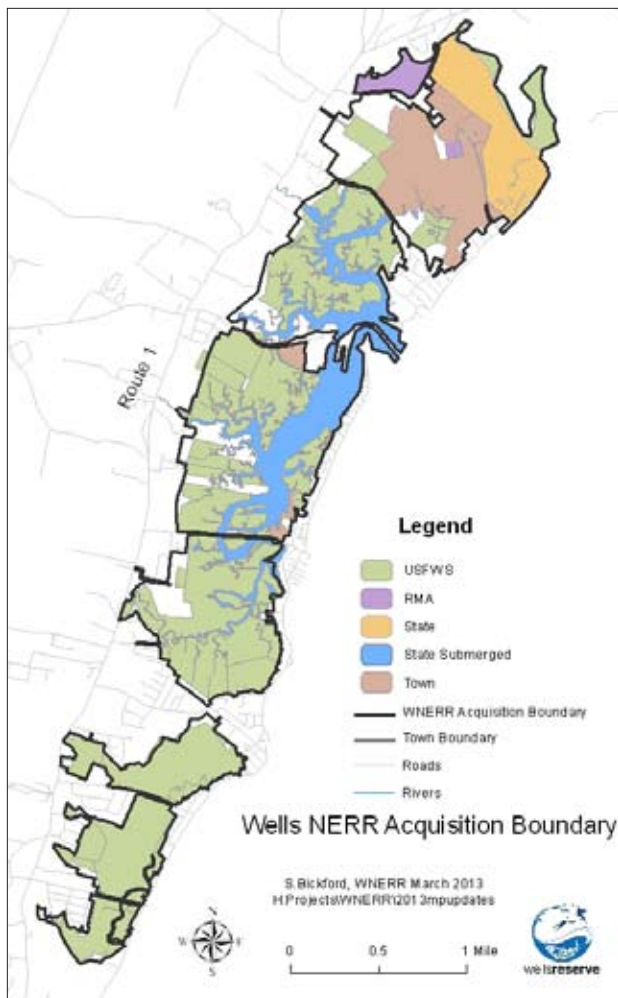 Route 1
Legend
USFWS
RMA
State
State Submerged
Town
WNERR Acquisition Boundary
Town Boundary
Roads
Rivers
Wells NERR Acquisition Boundary
S.Bickford, WNERR March 2013
H:Projects\WNERR\2013mpupdates
N
W E
S
0 0.5 1 Mile
wellsreserve